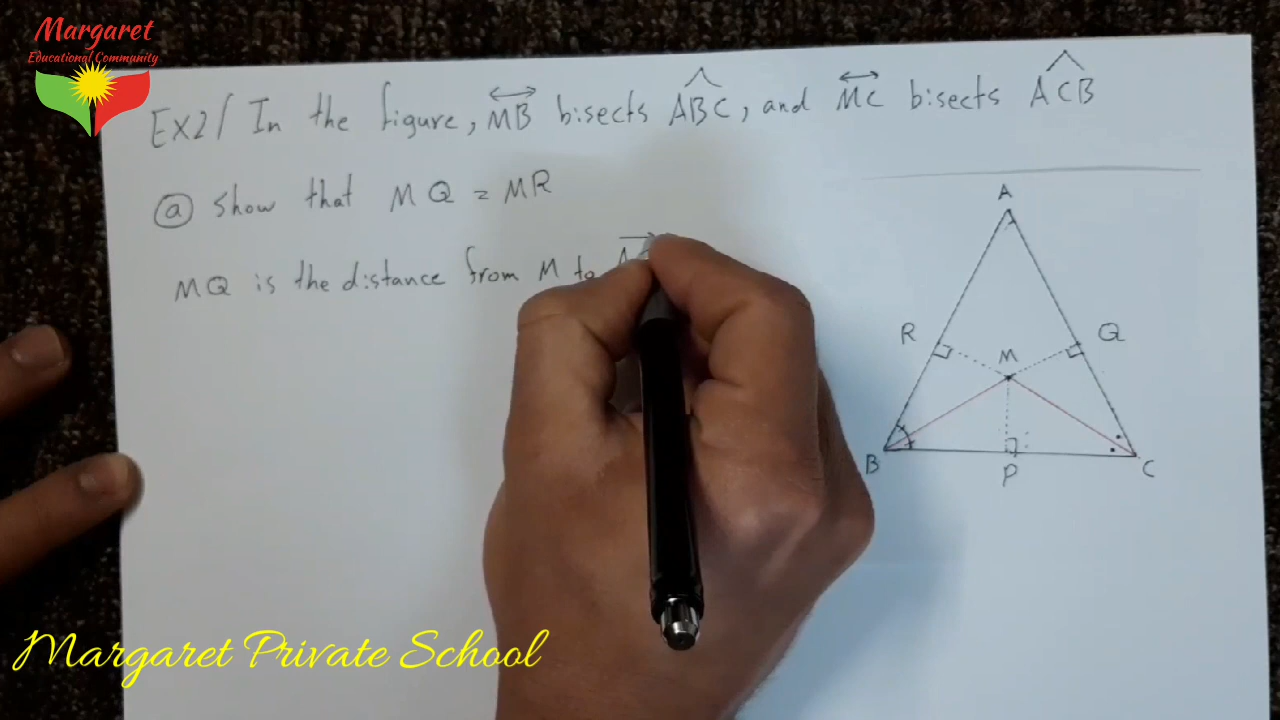 Margaret
Educational Community
Ex2/ In the figure, MB bisects ABC, and MC bisects ACB
a show that MQ = MR
MQ is the distance from M to
A
R
Q
M
B
P
C
Margaret Private School